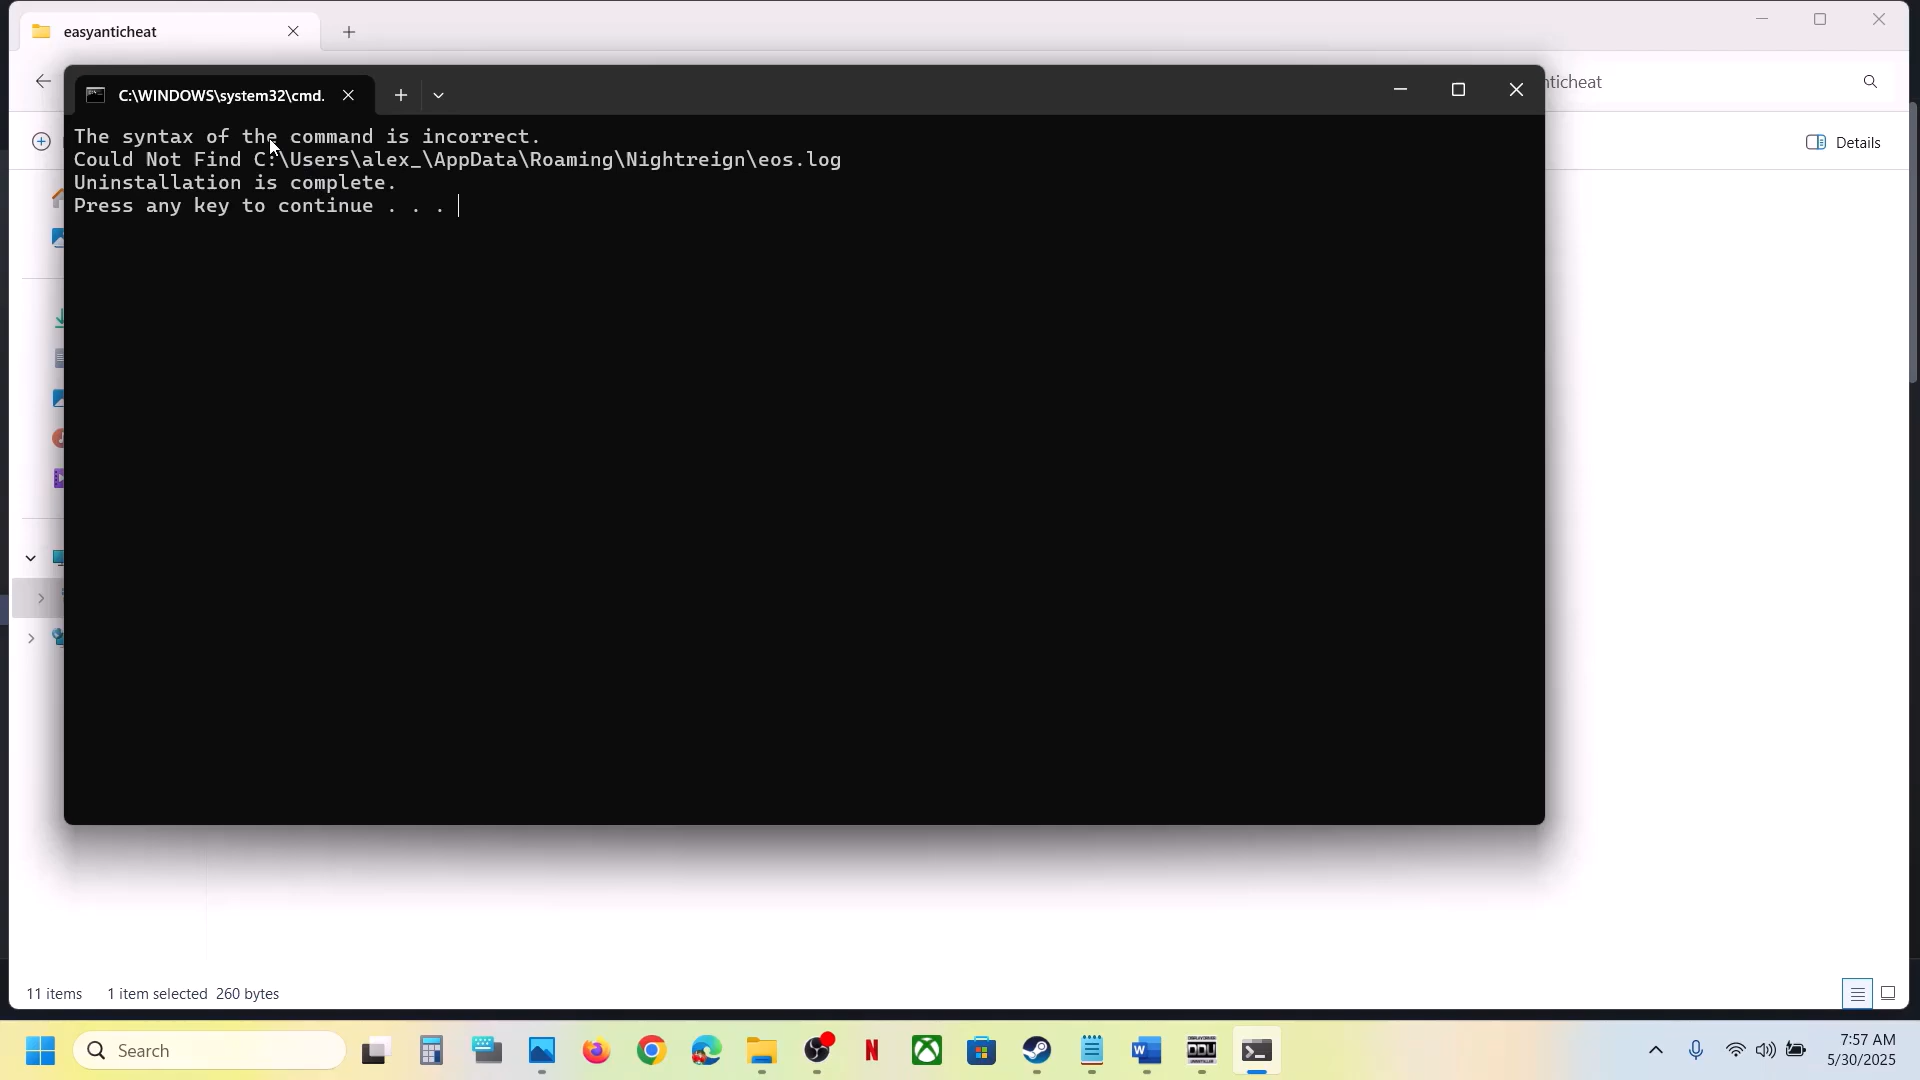 easyanticheat
nticheat
C:\WINDOWS\system32\cmd.
Details
The syntax of the command is incorrect.
Could Not Find C:\Users\alex_\AppData\Roaming\Nightreign\eos.log
Uninstallation is complete.
Press any key to continue . . .
11 items 1 item selected 260 bytes
Search
N
DDU
W
7:57 AM
5/30/2025